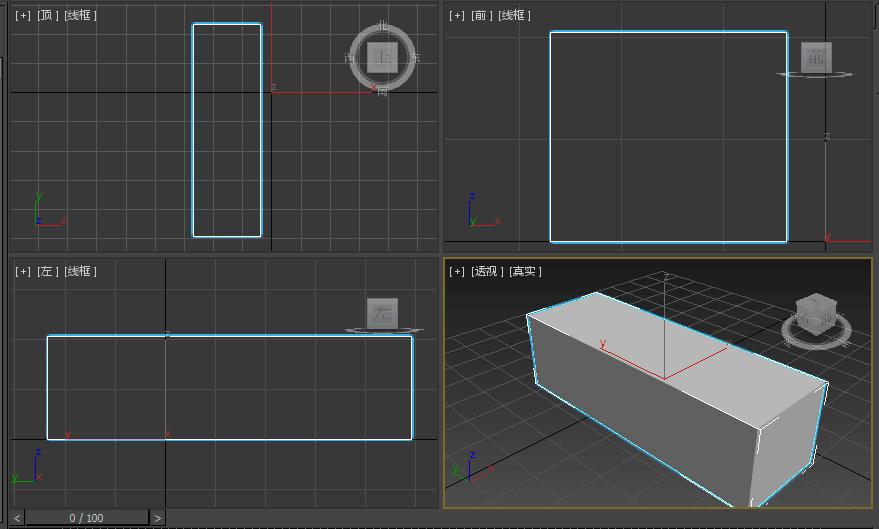 [+] [顶] [线框]
北
西 上 东
南
z
x
y
z x
[+] [前] [线框]
前
z
z
y x
y
[+] [左] [线框]
左
z
y x
z
y x
[+] [透视] [真实]
z
y
x
z
y x
< 0 / 100 >